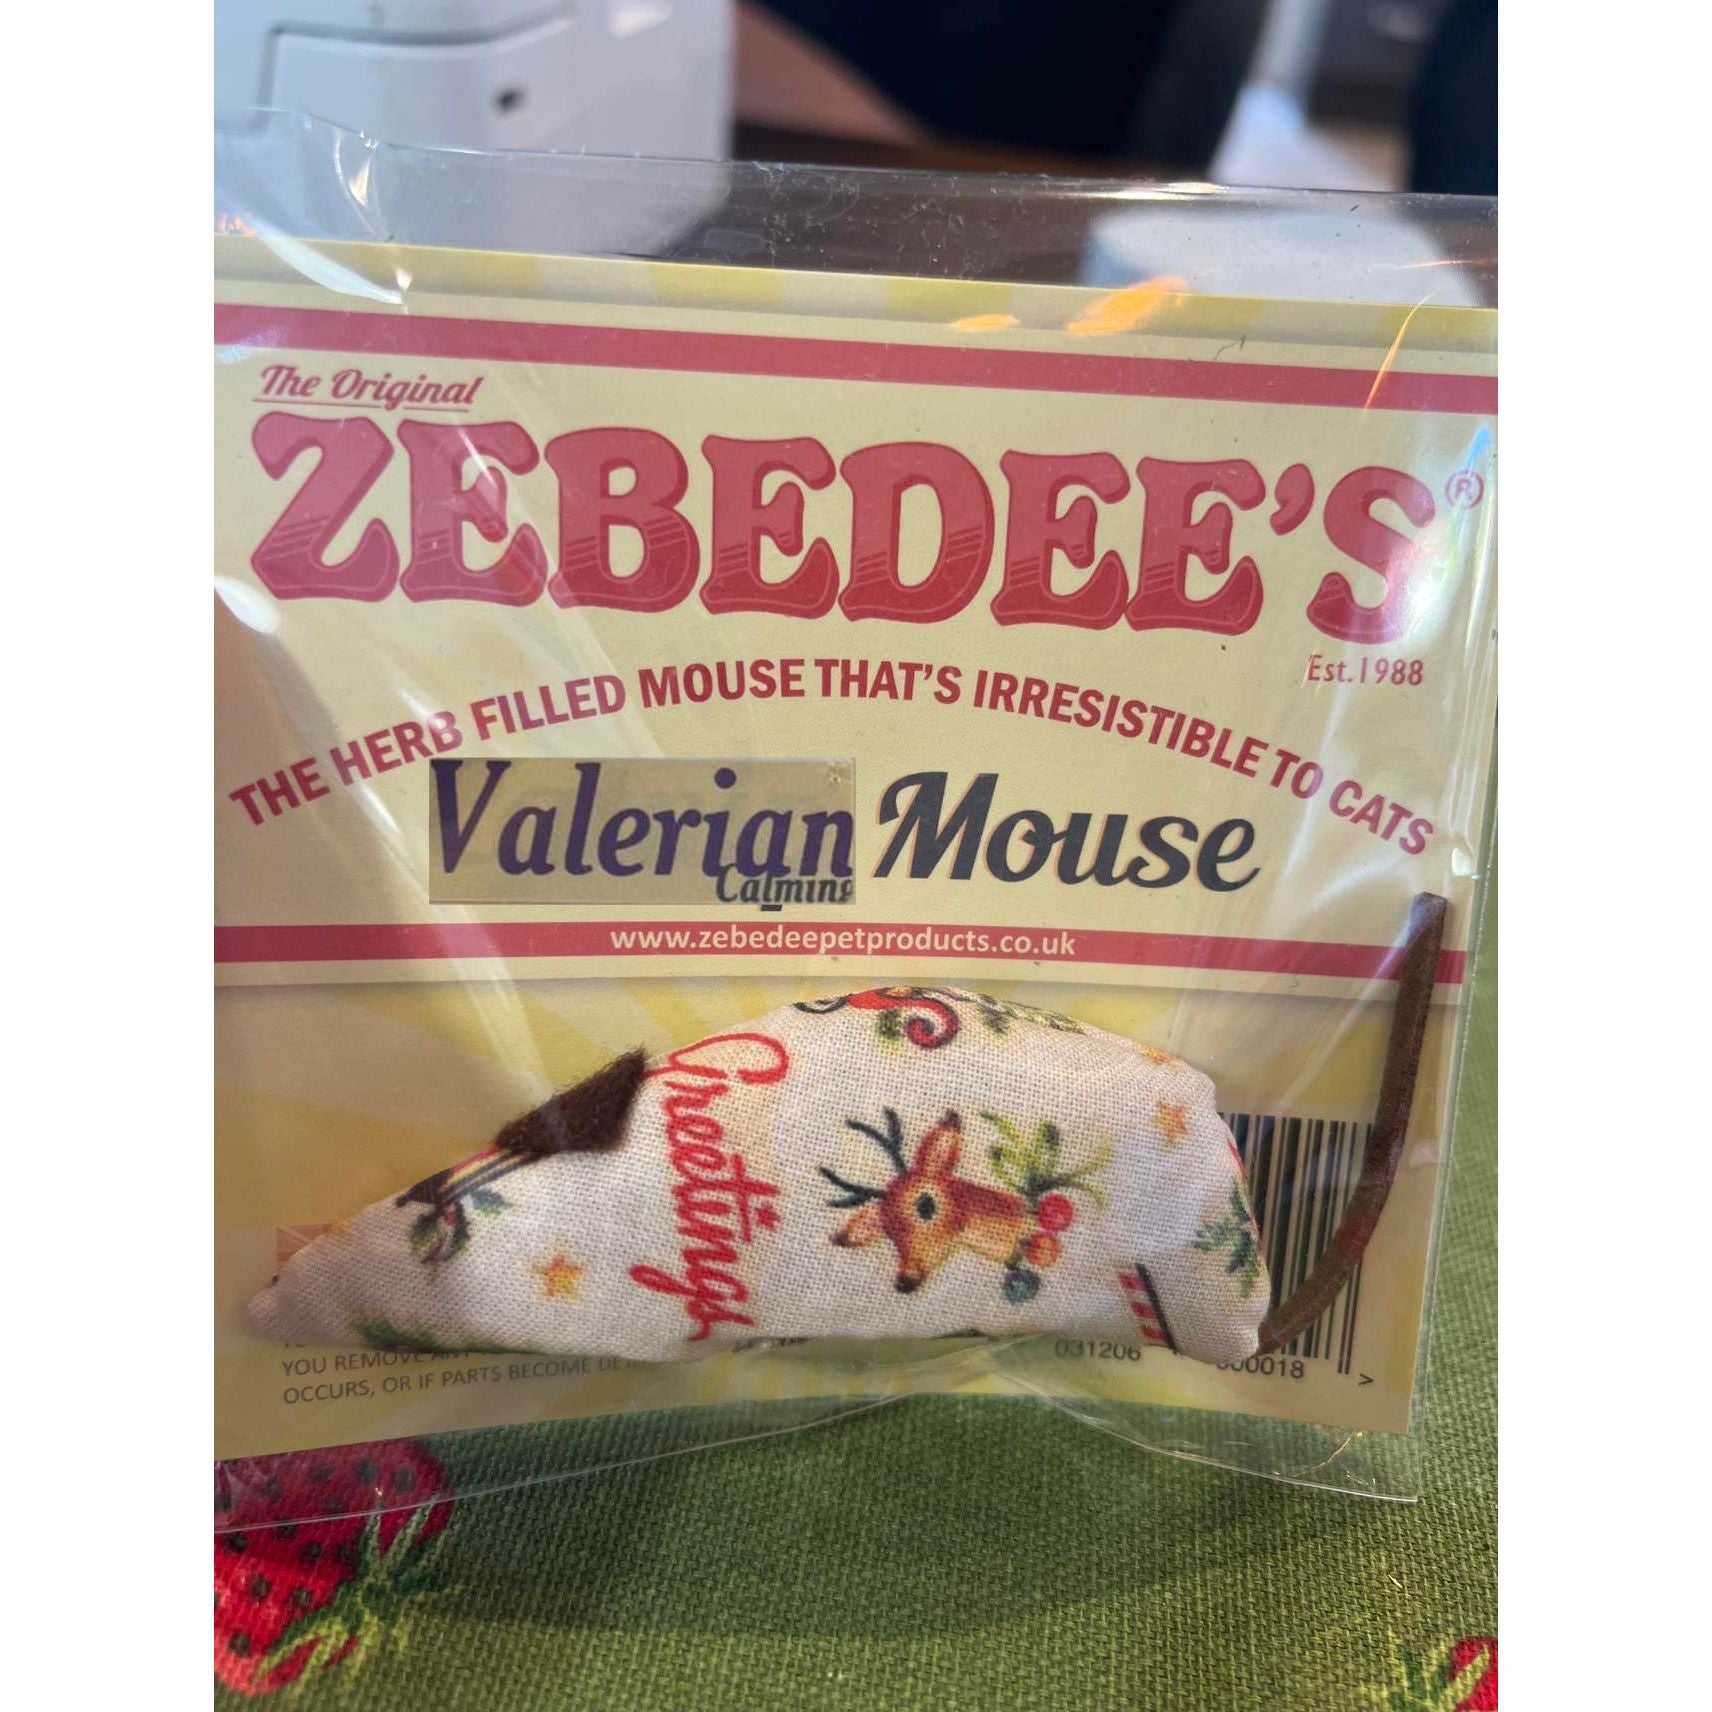 The Original
ZEBEDEE'S®
Est.1988
THE HERB FILLED MOUSE THAT'S IRRESISTIBLE TO CATS
Valerian Mouse
Calming
www.zebedeepetproducts.co.uk
Greetings
YOU REMOVE
OCCURS, OR IF PARTS BECOME
031206 000018 >